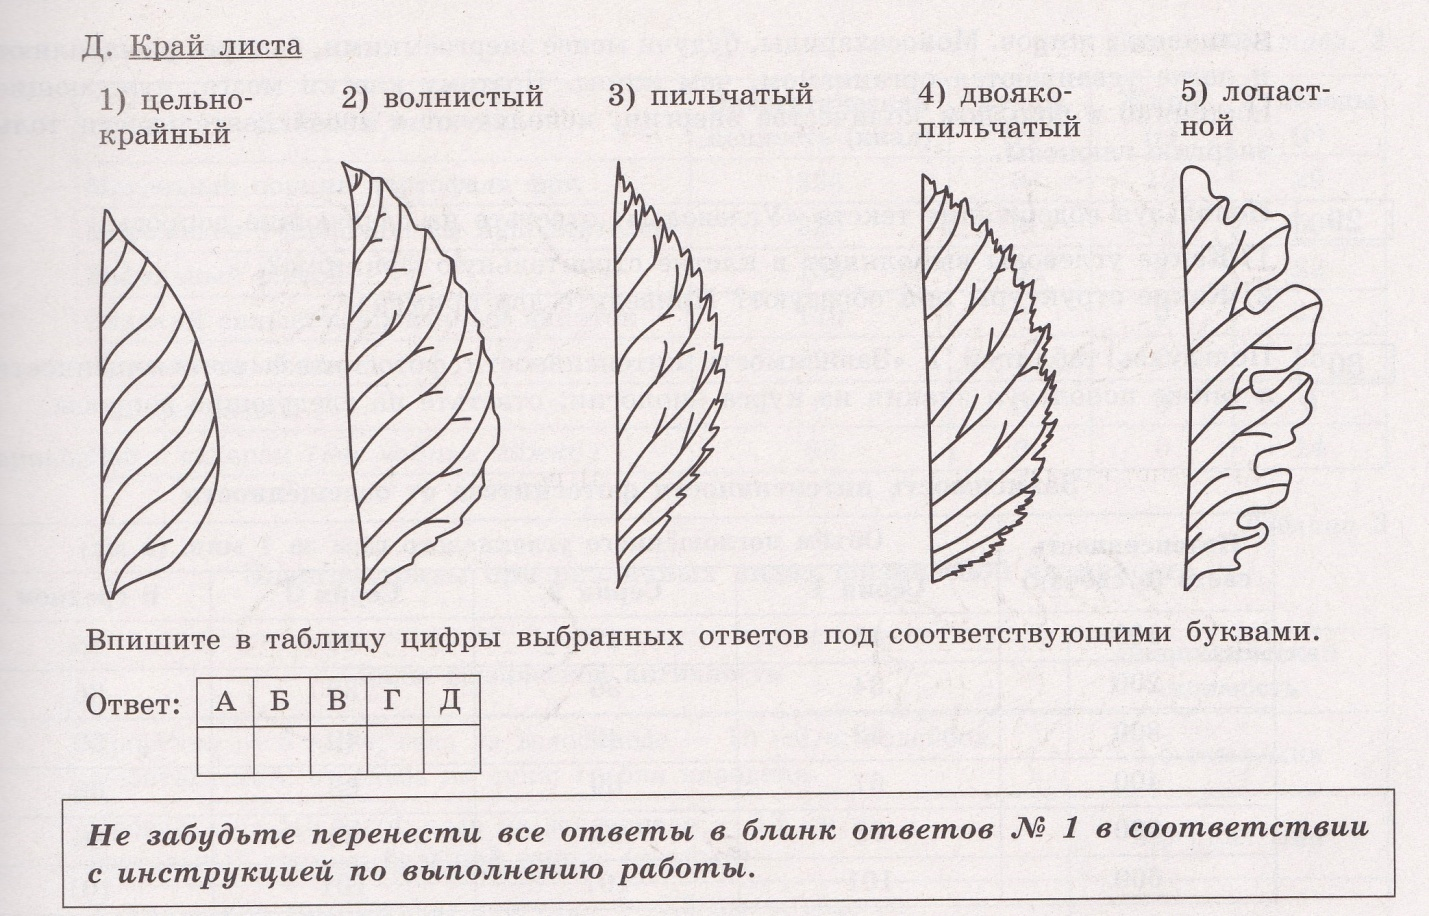 Д. Край листа
1) цельно-
крайный
2) волнистый
3) пильчатый
4) двояко-
пильчатый
5) лопаст-
ной
Впишите в таблицу цифры выбранных ответов под соответствующими буквами.
Ответ: А Б В Г Д
Не забудьте перенести все ответы в бланк ответов № 1 в соответствии
с инструкцией по выполнению работы.